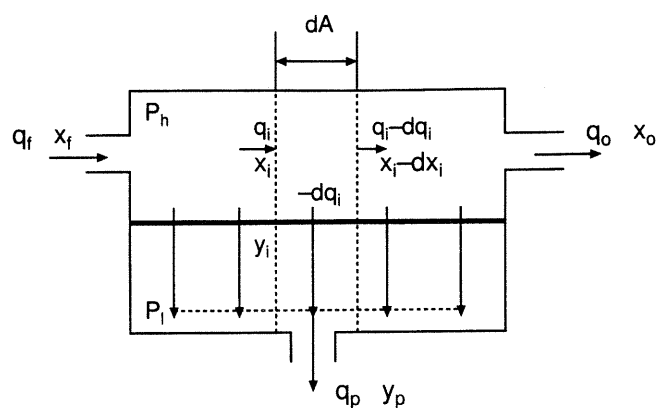 dA
P_h
q_f x_f
q_i
q_i–dq_i
q_o x_o
x_i
x_i–dx_i
–dq_i
y_i
P_l
q_p y_p